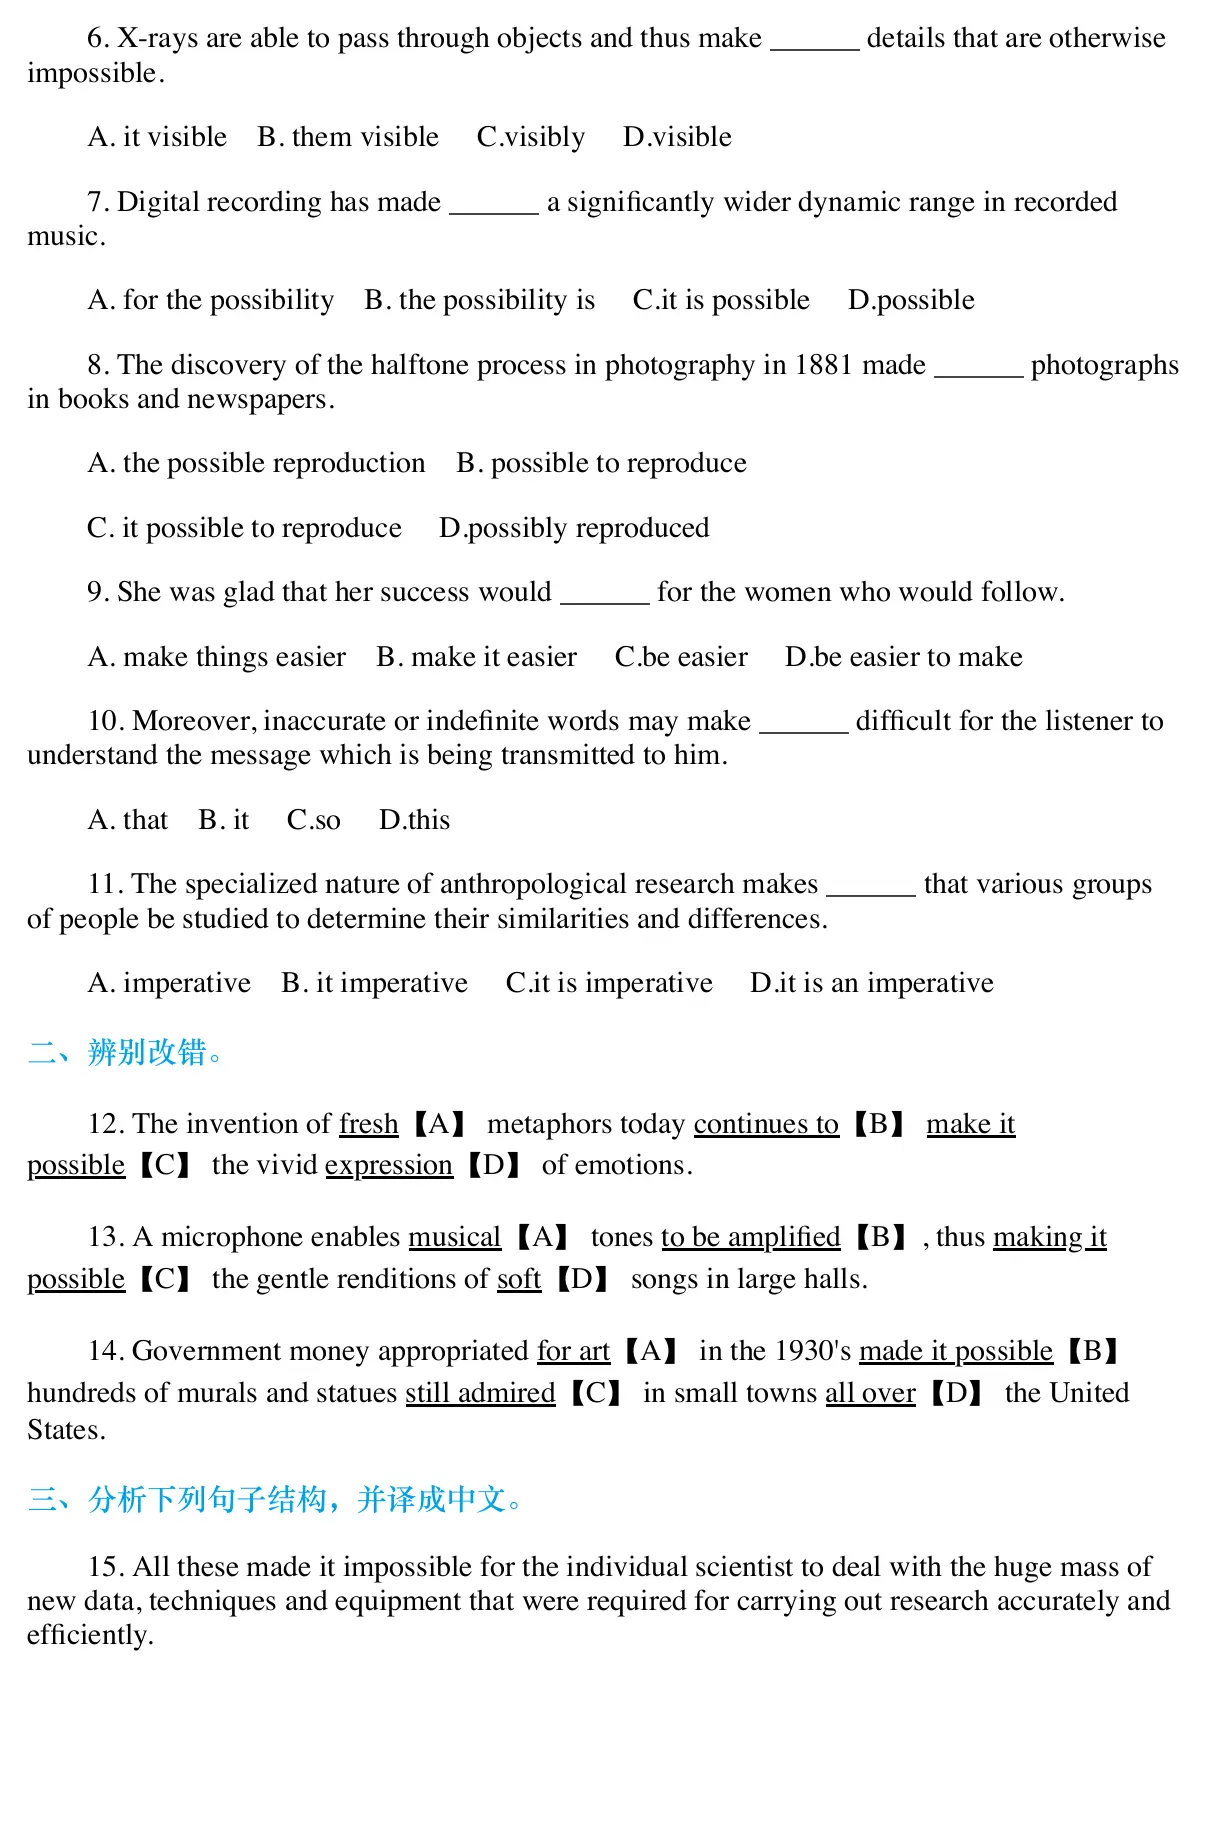 6. X-rays are able to pass through objects and thus make ______ details that are otherwise
impossible.
A. it visible B. them visible C.visibly D.visible
7. Digital recording has made ______ a significantly wider dynamic range in recorded
music.
A. for the possibility B. the possibility is C.it is possible D.possible
8. The discovery of the halftone process in photography in 1881 made ______ photographs
in books and newspapers.
A. the possible reproduction B. possible to reproduce
C. it possible to reproduce D.possibly reproduced
9. She was glad that her success would ______ for the women who would follow.
A. make things easier B. make it easier C.be easier D.be easier to make
10. Moreover, inaccurate or indefinite words may make ______ difficult for the listener to
understand the message which is being transmitted to him.
A. that B. it C.so D.this
11. The specialized nature of anthropological research makes ______ that various groups
of people be studied to determine their similarities and differences.
A. imperative B. it imperative C.it is imperative D.it is an imperative
二、辨别改错。
12. The invention of fresh【A】 metaphors today continues to【B】 make it
possible【C】 the vivid expression【D】 of emotions.
13. A microphone enables musical【A】 tones to be amplified【B】, thus making it
possible【C】 the gentle renditions of soft【D】 songs in large halls.
14. Government money appropriated for art【A】 in the 1930's made it possible【B】
hundreds of murals and statues still admired【C】 in small towns all over【D】 the United
States.
三、分析下列句子结构，并译成中文。
15. All these made it impossible for the individual scientist to deal with the huge mass of
new data, techniques and equipment that were required for carrying out research accurately and
efficiently.